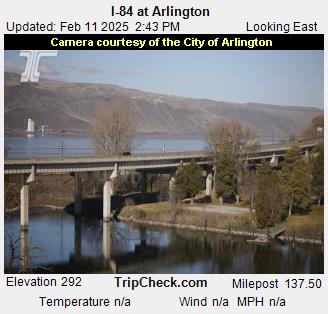 I-84 at Arlington
Updated: Feb 11 2025 2:43 PM Looking East
Camera courtesy of the City of Arlington
Elevation 292 TripCheck.com Milepost 137.50
Temperature n/a Wind n/a MPH n/a